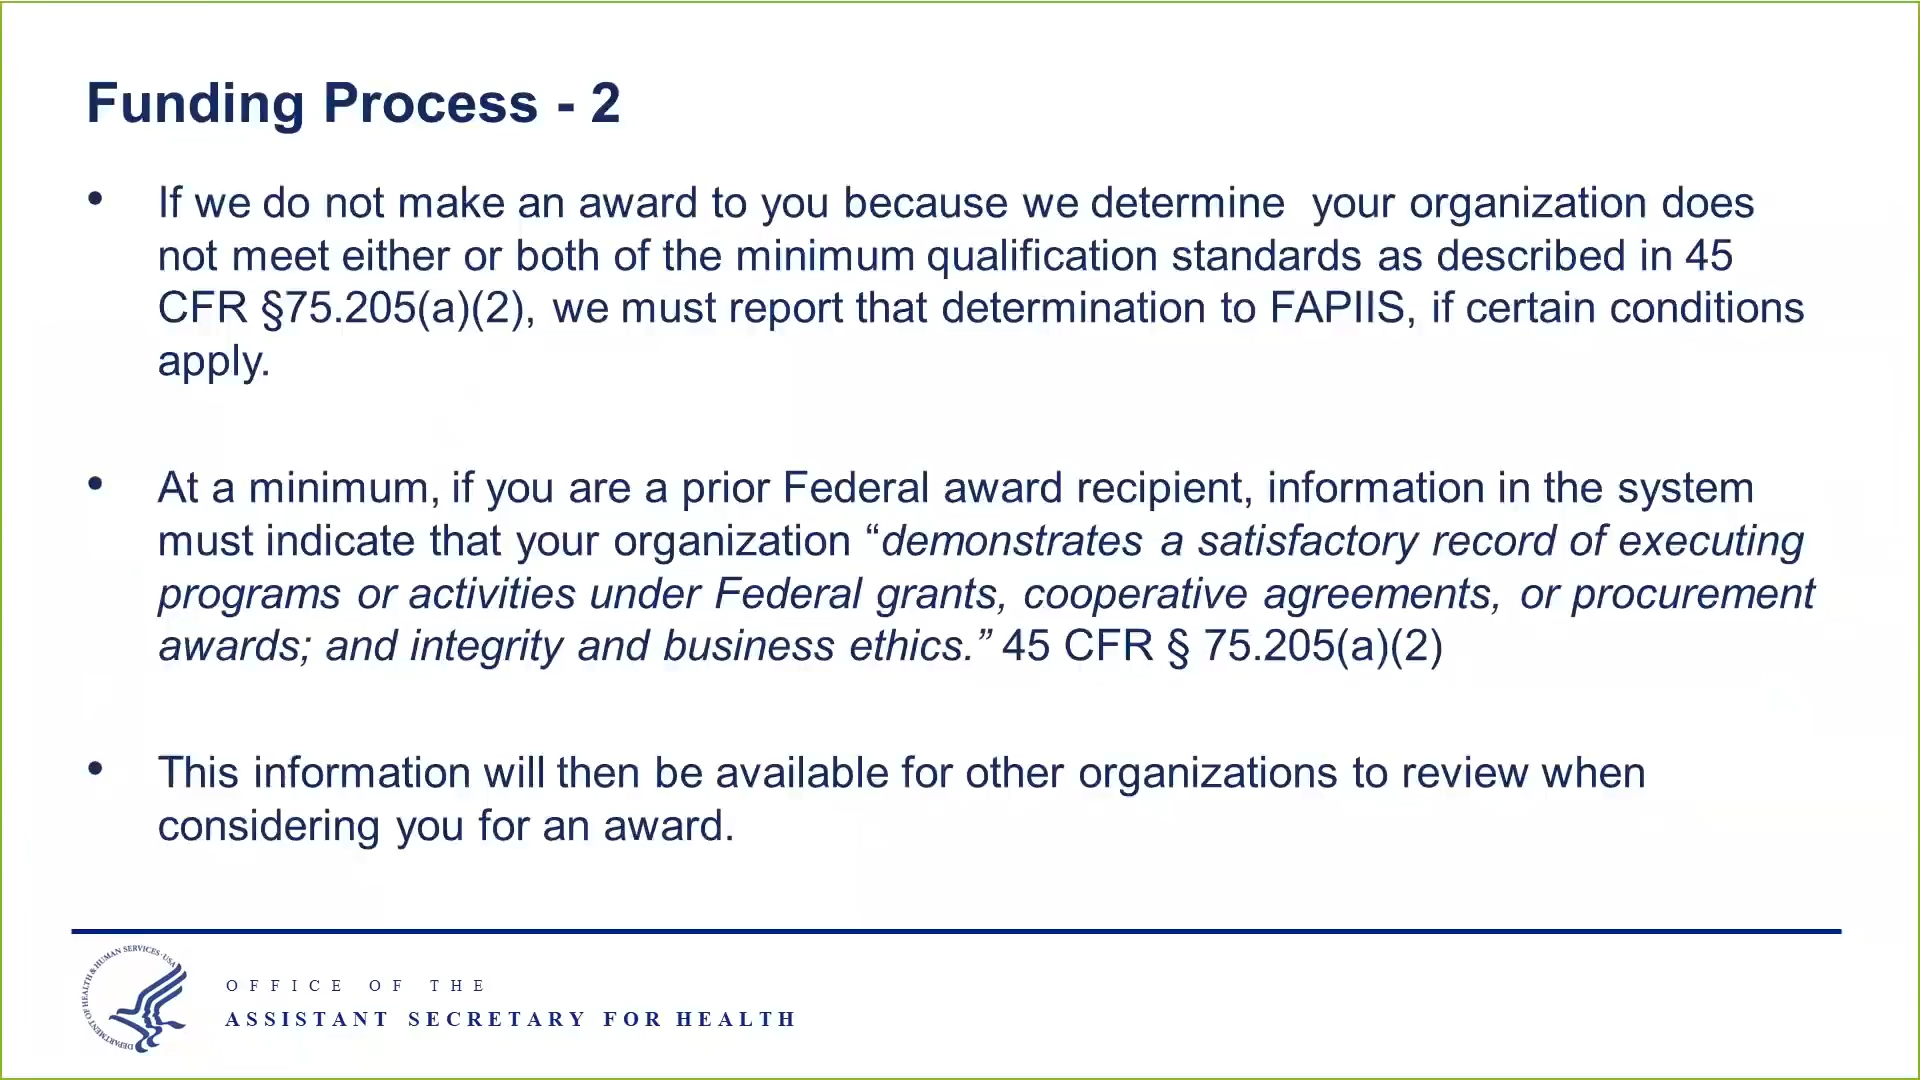 Funding Process - 2
• If we do not make an award to you because we determine  your organization does
not meet either or both of the minimum qualification standards as described in 45
CFR §75.205(a)(2), we must report that determination to FAPIIS, if certain conditions
apply.
• At a minimum, if you are a prior Federal award recipient, information in the system
must indicate that your organization “demonstrates a satisfactory record of executing
programs or activities under Federal grants, cooperative agreements, or procurement
awards; and integrity and business ethics.” 45 CFR § 75.205(a)(2)
• This information will then be available for other organizations to review when
considering you for an award.
DEPARTMENT OF HEALTH & HUMAN SERVICES · USA
OFFICE OF THE
ASSISTANT SECRETARY FOR HEALTH